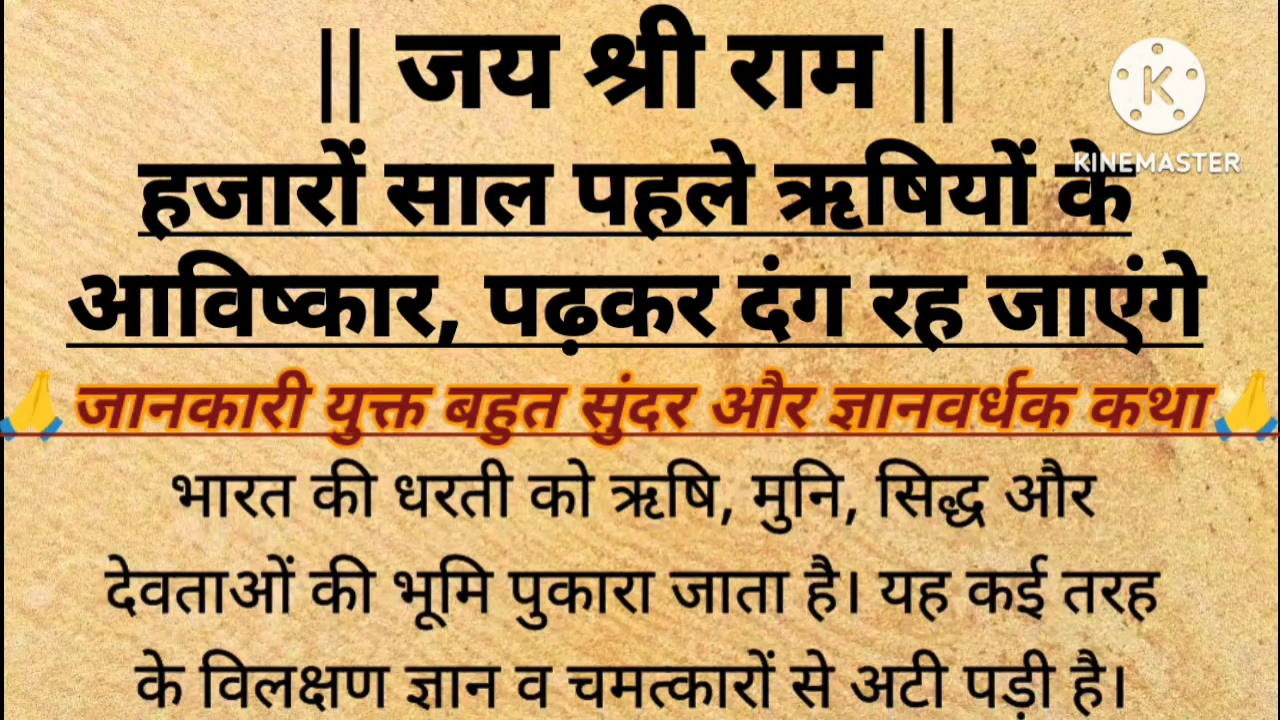 || जय श्री राम ||
K
KINEMASTER
हजारों साल पहले ऋषियों के
आविष्कार, पढ़कर दंग रह जाएंगे
🙏जानकारी युक्त बहुत सुंदर और ज्ञानवर्धक कथा🙏
भारत की धरती को ऋषि, मुनि, सिद्ध और
देवताओं की भूमि पुकारा जाता है। यह कई तरह
के विलक्षण ज्ञान व चमत्कारों से अटी पड़ी है।